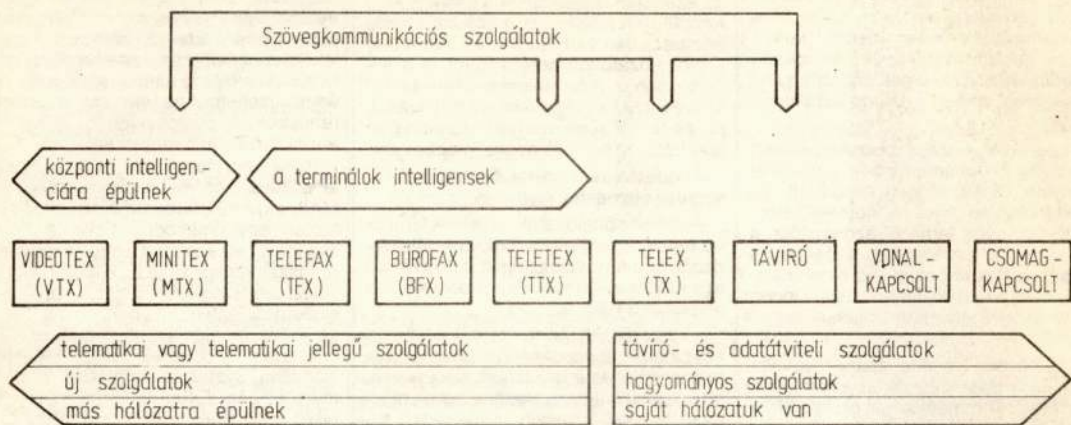 Szövegkommunikációs szolgálatok
központi intelligen-
ciára épülnek
a terminálok intelligensek
VIDEOTEX
(VTX)
MINITEX
(MTX)
TELEFAX
(TFX)
BÜROFAX
(BFX)
TELETEX
(TTX)
TELEX
(TX)
TÁVIRÓ
VONAL-
KAPCSOLT
CSOMAG-
KAPCSOLT
telematikai vagy telematikai jellegű szolgálatok
új szolgálatok
más hálózatra épülnek
távíró- és adatátviteli szolgálatok
hagyományos szolgálatok
saját hálózatuk van